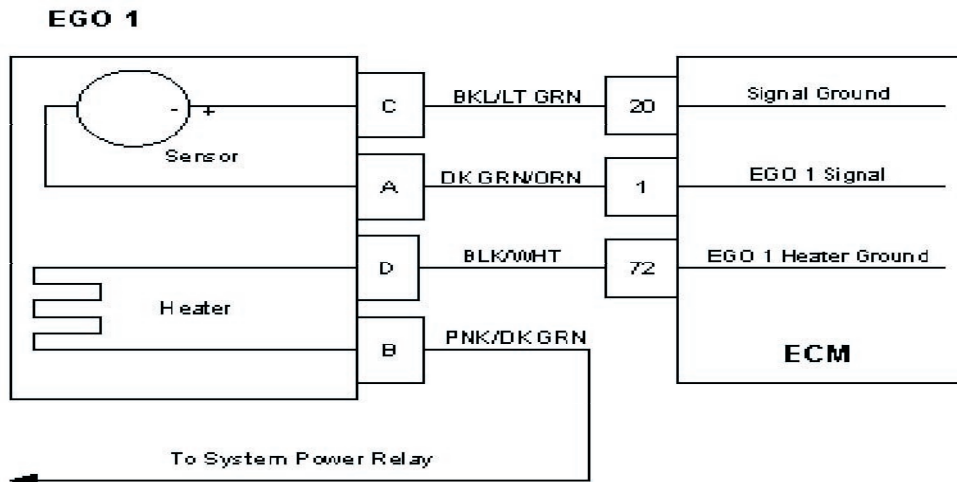 EGO 1
C BKL/LT GRN 20 Signal Ground
- +
Sensor
A DK GRN/ORN 1 EGO 1 Signal
D BLK/WHT 72 EGO 1 Heater Ground
Heater
B PNK/DK GRN
ECM
To System Power Relay